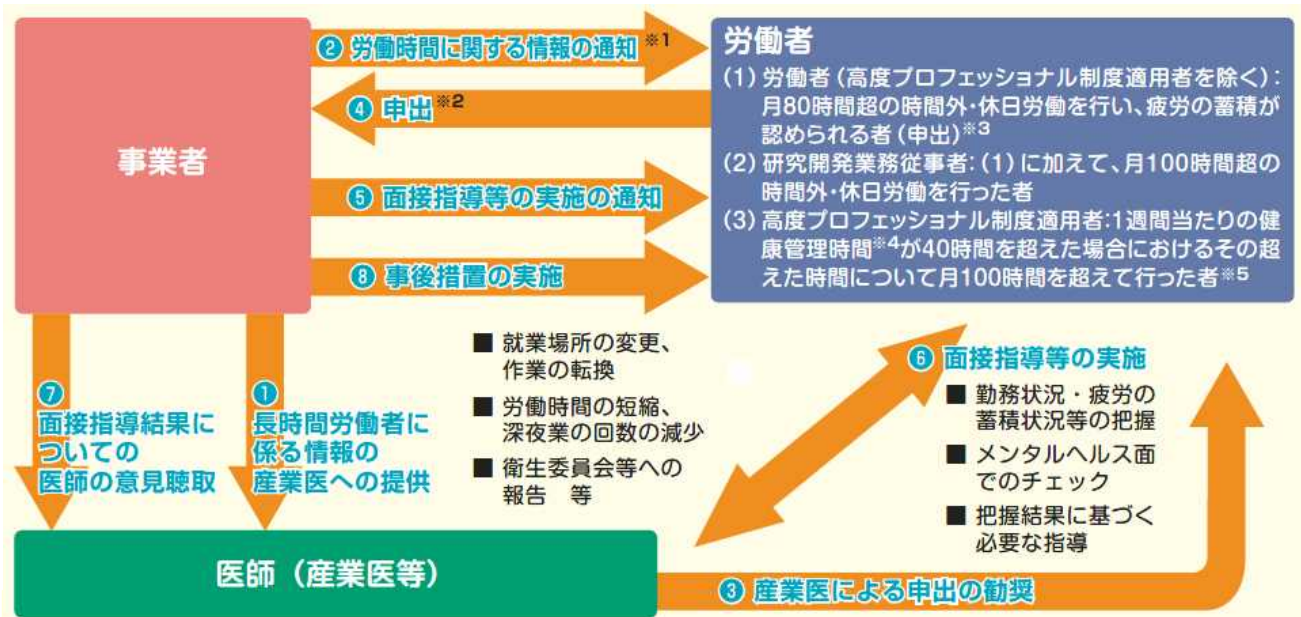 事業者
❷ 労働時間に関する情報の通知※1
❹ 申出※2
❺ 面接指導等の実施の通知
❽ 事後措置の実施
労働者
(1) 労働者(高度プロフェッショナル制度適用者を除く):
月80時間超の時間外・休日労働を行い、疲労の蓄積が
認められる者(申出)※3
(2) 研究開発業務従事者:(1)に加えて、月100時間超の
時間外・休日労働を行った者
(3) 高度プロフェッショナル制度適用者:1週間当たりの健
康管理時間※4が40時間を超えた場合におけるその超
えた時間について月100時間を超えて行った者※5
❼
面接指導結果に
ついての
医師の意見聴取
❶
長時間労働者に
係る情報の
産業医への提供
■ 就業場所の変更、
作業の転換
■ 労働時間の短縮、
深夜業の回数の減少
■ 衛生委員会等への
報告 等
❻ 面接指導等の実施
■ 勤務状況・疲労の
蓄積状況等の把握
■ メンタルヘルス面
でのチェック
■ 把握結果に基づく
必要な指導
医師(産業医等)
❸ 産業医による申出の勧奨